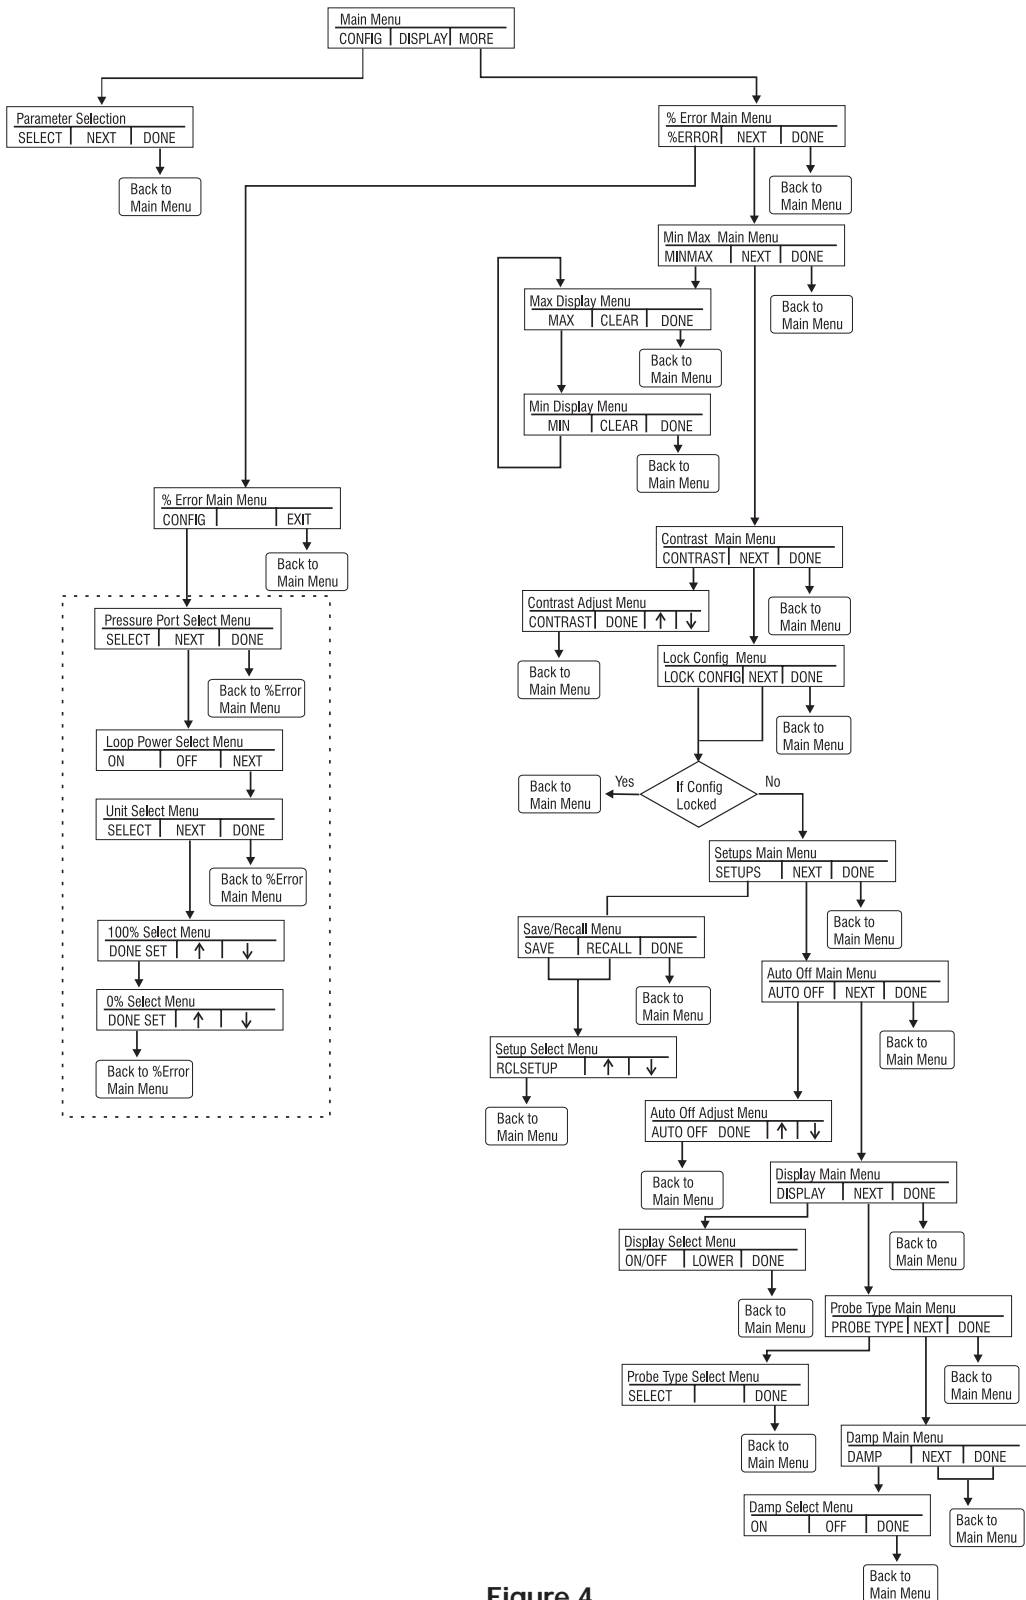 Main Menu
CONFIG DISPLAY MORE
Parameter Selection
SELECT NEXT DONE
Back to
Main Menu
% Error Main Menu
%ERROR NEXT DONE
Back to
Main Menu
Min Max Main Menu
MINMAX NEXT DONE
Back to
Main Menu
Max Display Menu
MAX CLEAR DONE
Back to
Main Menu
Min Display Menu
MIN CLEAR DONE
Back to
Main Menu
% Error Main Menu
CONFIG EXIT
Back to
Main Menu
Pressure Port Select Menu
SELECT NEXT DONE
Back to %Error
Main Menu
Loop Power Select Menu
ON OFF NEXT
Unit Select Menu
SELECT NEXT DONE
Back to %Error
Main Menu
100% Select Menu
DONE SET ↑ ↓
0% Select Menu
DONE SET ↑ ↓
Back to %Error
Main Menu
Contrast Main Menu
CONTRAST NEXT DONE
Back to
Main Menu
Contrast Adjust Menu
CONTRAST DONE ↑ ↓
Back to
Main Menu
Lock Config Menu
LOCK CONFIG NEXT DONE
Back to
Main Menu
If Config
Locked
Yes
No
Back to
Main Menu
Setups Main Menu
SETUPS NEXT DONE
Back to
Main Menu
Save/Recall Menu
SAVE RECALL DONE
Back to
Main Menu
Setup Select Menu
RCLSETUP ↑ ↓
Back to
Main Menu
Auto Off Main Menu
AUTO OFF NEXT DONE
Back to
Main Menu
Auto Off Adjust Menu
AUTO OFF DONE ↑ ↓
Back to
Main Menu
Display Main Menu
DISPLAY NEXT DONE
Back to
Main Menu
Display Select Menu
ON/OFF LOWER DONE
Back to
Main Menu
Probe Type Main Menu
PROBE TYPE NEXT DONE
Back to
Main Menu
Probe Type Select Menu
SELECT DONE
Back to
Main Menu
Damp Main Menu
DAMP NEXT DONE
Back to
Main Menu
Damp Select Menu
ON OFF DONE
Back to
Main Menu
Figure 4